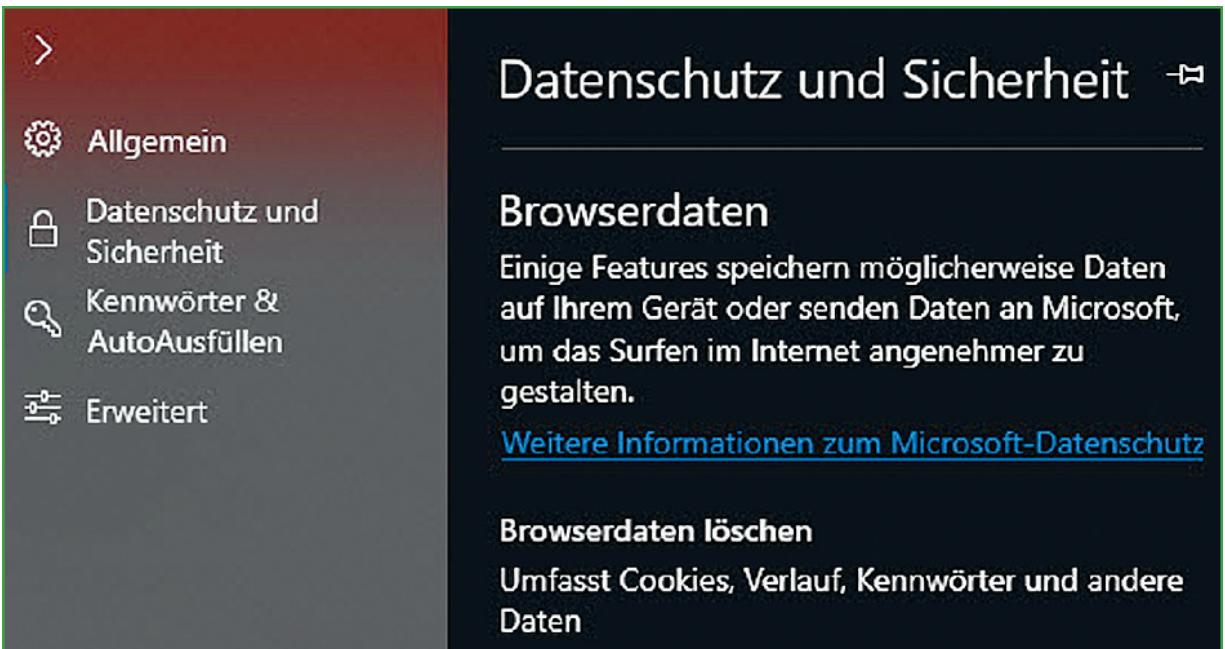 Allgemein
Datenschutz und
Sicherheit
Kennwörter &
AutoAusfüllen
Erweitert
Datenschutz und Sicherheit
Browserdaten
Einige Features speichern möglicherweise Daten
auf Ihrem Gerät oder senden Daten an Microsoft,
um das Surfen im Internet angenehmer zu
gestalten.
Weitere Informationen zum Microsoft-Datenschutz
Browserdaten löschen
Umfasst Cookies, Verlauf, Kennwörter und andere
Daten